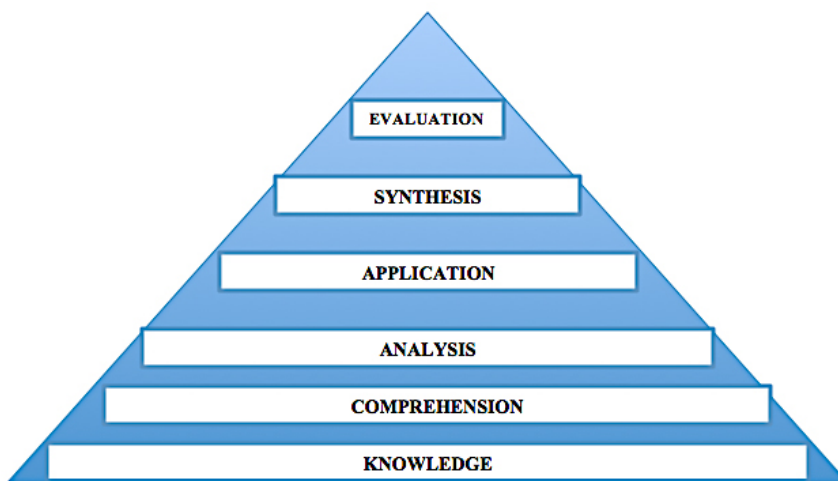 EVALUATION
SYNTHESIS
APPLICATION
ANALYSIS
COMPREHENSION
KNOWLEDGE